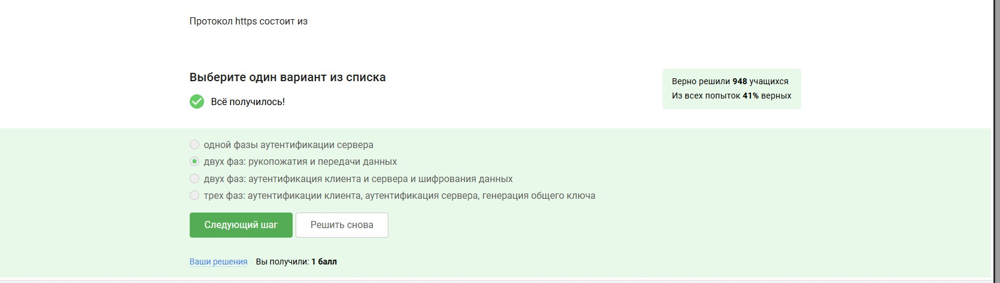 Протокол https состоит из
Выберите один вариант из списка
Всё получилось!
Верно решили 948 учащихся
Из всех попыток 41% верных
одной фазы аутентификации сервера
двух фаз: рукопожатия и передачи данных
двух фаз: аутентификация клиента и сервера и шифрования данных
трех фаз: аутентификации клиента, аутентификация сервера, генерация общего ключа
Следующий шаг
Решить снова
Ваши решения Вы получили: 1 балл